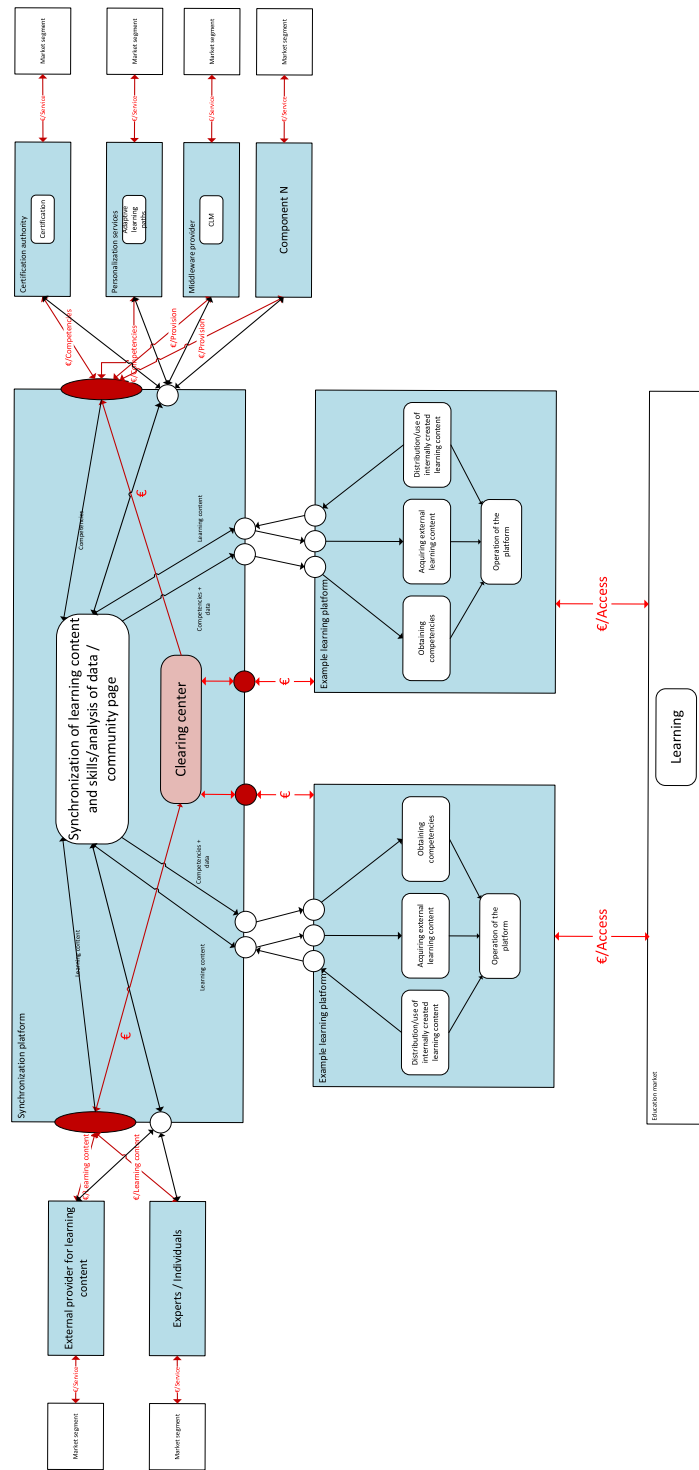 Market segment
€/Service
External provider for learning
content
Market segment
€/Service
Experts / Individuals
€/Learning content
€/Learning content
Synchronization platform
Learning content
€
Synchronization of learning content
and skills/analysis of data /
community page
Competencies
€
Clearing center
Learning content
Competencies +
data
Competencies +
data
Learning content
€
€
€/Competencies
€/Competencies
€/Provision
€/Provision
Certification authority
Certification
€/Service
Market segment
Personalization services
Adaptive
learning
paths
€/Service
Market segment
Middleware provider
CLM
€/Service
Market segment
Component N
€/Service
Market segment
Example learning platform
Distribution/use of
internally created
learning content
Acquiring external
learning content
Obtaining
competencies
Operation of the
platform
Example learning platform
Obtaining
competencies
Acquiring external
learning content
Distribution/use of
internally created
learning content
Operation of the
platform
€/Access
€/Access
Education market
Learning